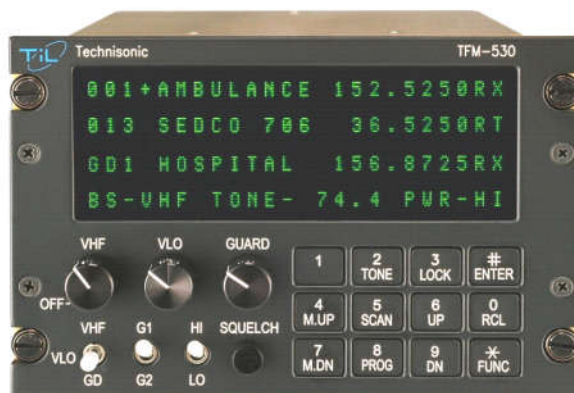 TiL Technisonic TFM-530
001+AMBULANCE 152.5250RX
013 SEDCO 706 36.5250RT
GD1 HOSPITAL 156.8725RX
BS-VHF TONE- 74.4 PWR-HI
VHF VLO GUARD
OFF
1
2 TONE
3 LOCK
# ENTER
4 M.UP
5 SCAN
6 UP
0 RCL
7 M.DN
8 PROG
9 DN
* FUNC
VHF G1 HI SQUELCH
VLO
GD G2 LO